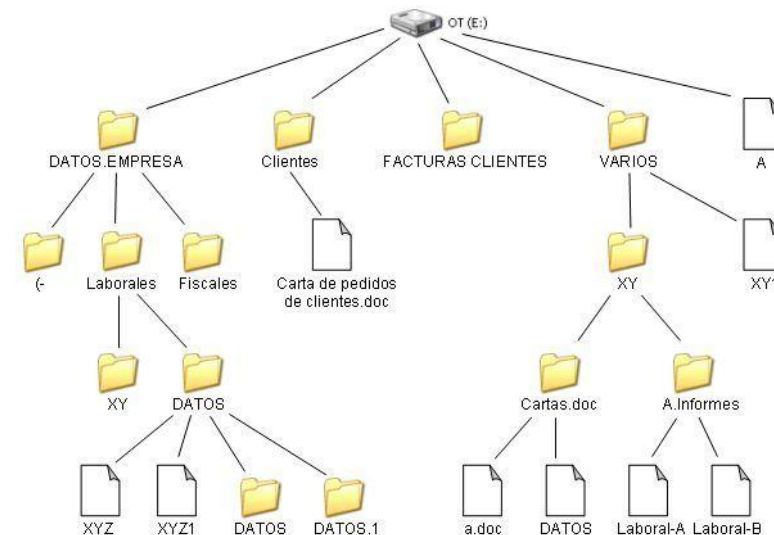 OT (E:)
DATOS.EMPRESA
Clientes
FACTURAS CLIENTES
VARIOS
A
(-
Laborales
Fiscales
Carta de pedidos
de clientes.doc
XY
XY1
XY
DATOS
Cartas.doc
A.Informes
XYZ
XYZ1
DATOS
DATOS.1
a.doc
DATOS
Laboral-A
Laboral-B